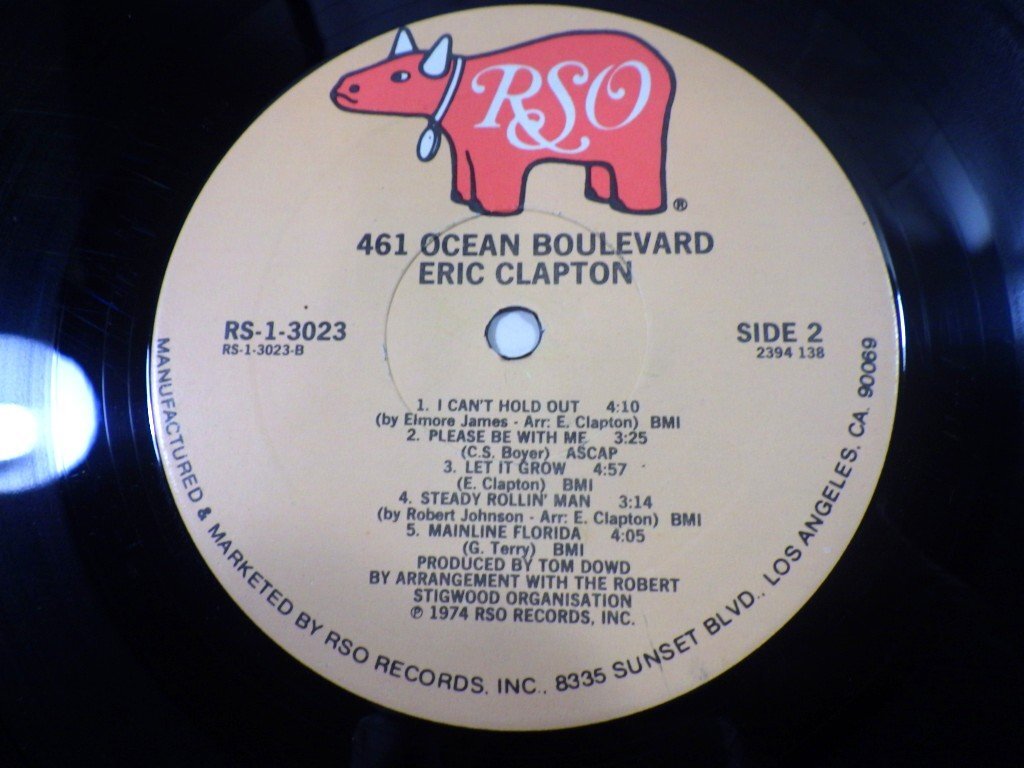 RSO
®
461 OCEAN BOULEVARD
ERIC CLAPTON
RS-1-3023
RS-1-3023-B
SIDE 2
2394 138
1. I CAN'T HOLD OUT 4:10
(by Elmore James - Arr: E. Clapton) BMI
2. PLEASE BE WITH ME 3:25
(C.S. Boyer) ASCAP
3. LET IT GROW 4:57
(E. Clapton) BMI
4. STEADY ROLLIN' MAN 3:14
(by Robert Johnson - Arr: E. Clapton) BMI
5. MAINLINE FLORIDA 4:05
(G. Terry) BMI
PRODUCED BY TOM DOWD
BY ARRANGEMENT WITH THE ROBERT
STIGWOOD ORGANISATION
℗ 1974 RSO RECORDS, INC.
MANUFACTURED & MARKETED BY RSO RECORDS, INC., 8335 SUNSET BLVD., LOS ANGELES, CA. 90069